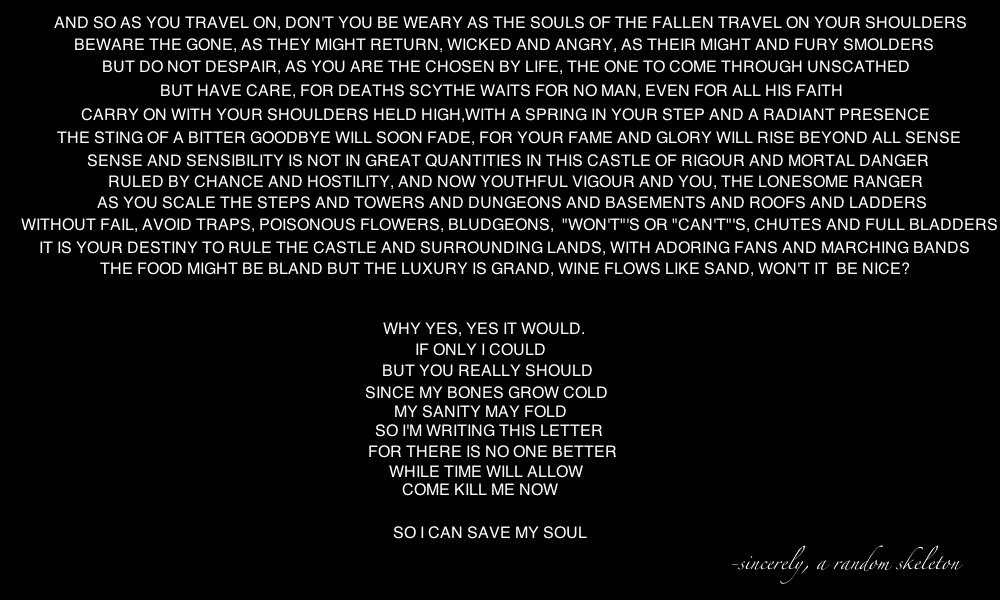 AND SO AS YOU TRAVEL ON, DON'T YOU BE WEARY AS THE SOULS OF THE FALLEN TRAVEL ON YOUR SHOULDERS
BEWARE THE GONE, AS THEY MIGHT RETURN, WICKED AND ANGRY, AS THEIR MIGHT AND FURY SMOLDERS
BUT DO NOT DESPAIR, AS YOU ARE THE CHOSEN BY LIFE, THE ONE TO COME THROUGH UNSCATHED
BUT HAVE CARE, FOR DEATHS SCYTHE WAITS FOR NO MAN, EVEN FOR ALL HIS FAITH
CARRY ON WITH YOUR SHOULDERS HELD HIGH,WITH A SPRING IN YOUR STEP AND A RADIANT PRESENCE
THE STING OF A BITTER GOODBYE WILL SOON FADE, FOR YOUR FAME AND GLORY WILL RISE BEYOND ALL SENSE
SENSE AND SENSIBILITY IS NOT IN GREAT QUANTITIES IN THIS CASTLE OF RIGOUR AND MORTAL DANGER
RULED BY CHANCE AND HOSTILITY, AND NOW YOUTHFUL VIGOUR AND YOU, THE LONESOME RANGER
AS YOU SCALE THE STEPS AND TOWERS AND DUNGEONS AND BASEMENTS AND ROOFS AND LADDERS
WITHOUT FAIL, AVOID TRAPS, POISONOUS FLOWERS, BLUDGEONS,  "WON'T"'S OR "CAN'T"'S, CHUTES AND FULL BLADDERS
IT IS YOUR DESTINY TO RULE THE CASTLE AND SURROUNDING LANDS, WITH ADORING FANS AND MARCHING BANDS
THE FOOD MIGHT BE BLAND BUT THE LUXURY IS GRAND, WINE FLOWS LIKE SAND, WON'T IT  BE NICE?
WHY YES, YES IT WOULD.
IF ONLY I COULD
BUT YOU REALLY SHOULD
SINCE MY BONES GROW COLD
MY SANITY MAY FOLD
SO I'M WRITING THIS LETTER
FOR THERE IS NO ONE BETTER
WHILE TIME WILL ALLOW
COME KILL ME NOW
SO I CAN SAVE MY SOUL
-sincerely, a random skeleton